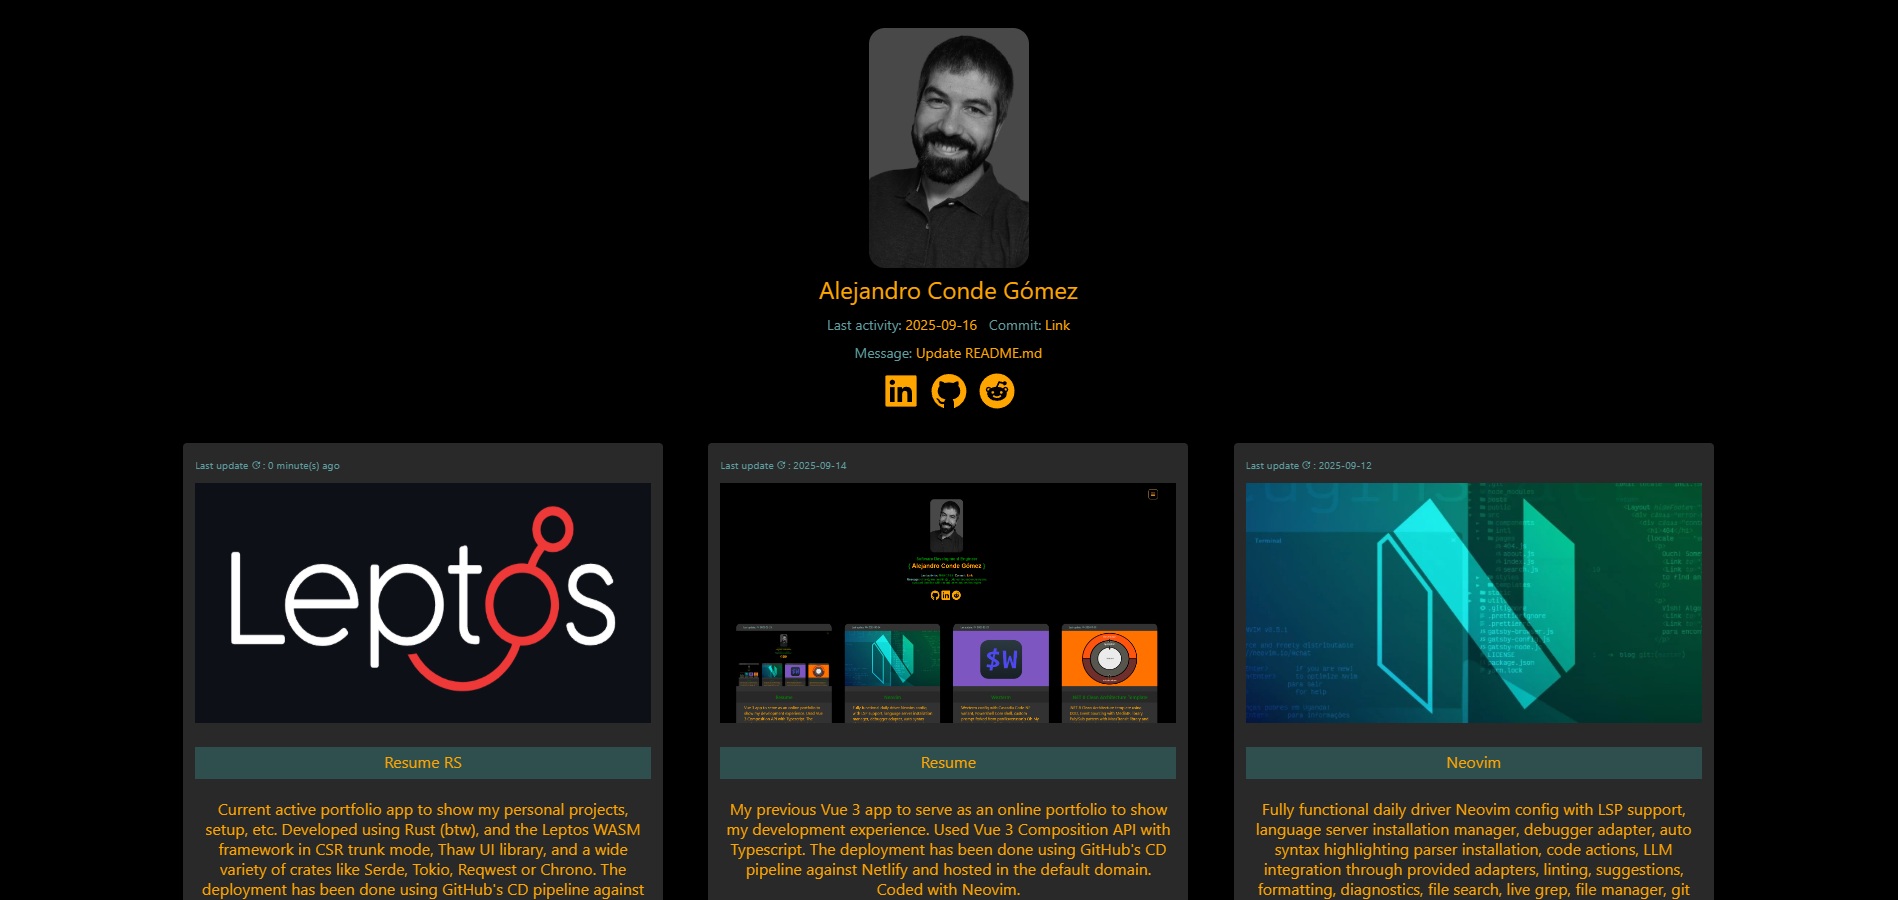 Alejandro Conde Gómez
Last activity: 2025-09-16 Commit: Link
Message: Update README.md
Last update : 0 minute(s) ago
Leptos
Resume RS
Current active portfolio app to show my personal projects,
setup, etc. Developed using Rust (btw), and the Leptos WASM
framework in CSR trunk mode, Thaw UI library, and a wide
variety of crates like Serde, Tokio, Reqwest or Chrono. The
deployment has been done using GitHub's CD pipeline against
Last update : 2025-09-14
Alejandro Conde Gómez
$W
Resume
My previous Vue 3 app to serve as an online portfolio to show
my development experience. Used Vue 3 Composition API with
Typescript. The deployment has been done using GitHub's CD
pipeline against Netlify and hosted in the default domain.
Coded with Neovim.
Last update : 2025-09-12
Terminal
Neovim
Fully functional daily driver Neovim config with LSP support,
language server installation manager, debugger adapter, auto
syntax highlighting parser installation, code actions, LLM
integration through provided adapters, linting, suggestions,
formatting, diagnostics, file search, live grep, file manager, git